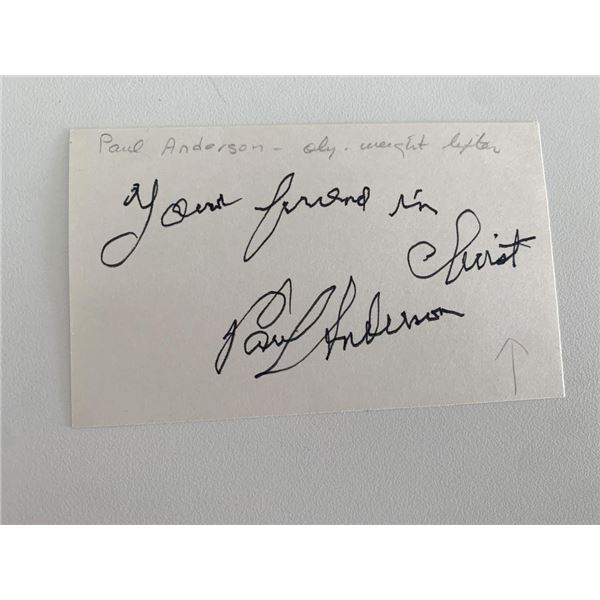 Paul Anderson - oly. weight lifter
Your friend in
Christ
Paul Anderson